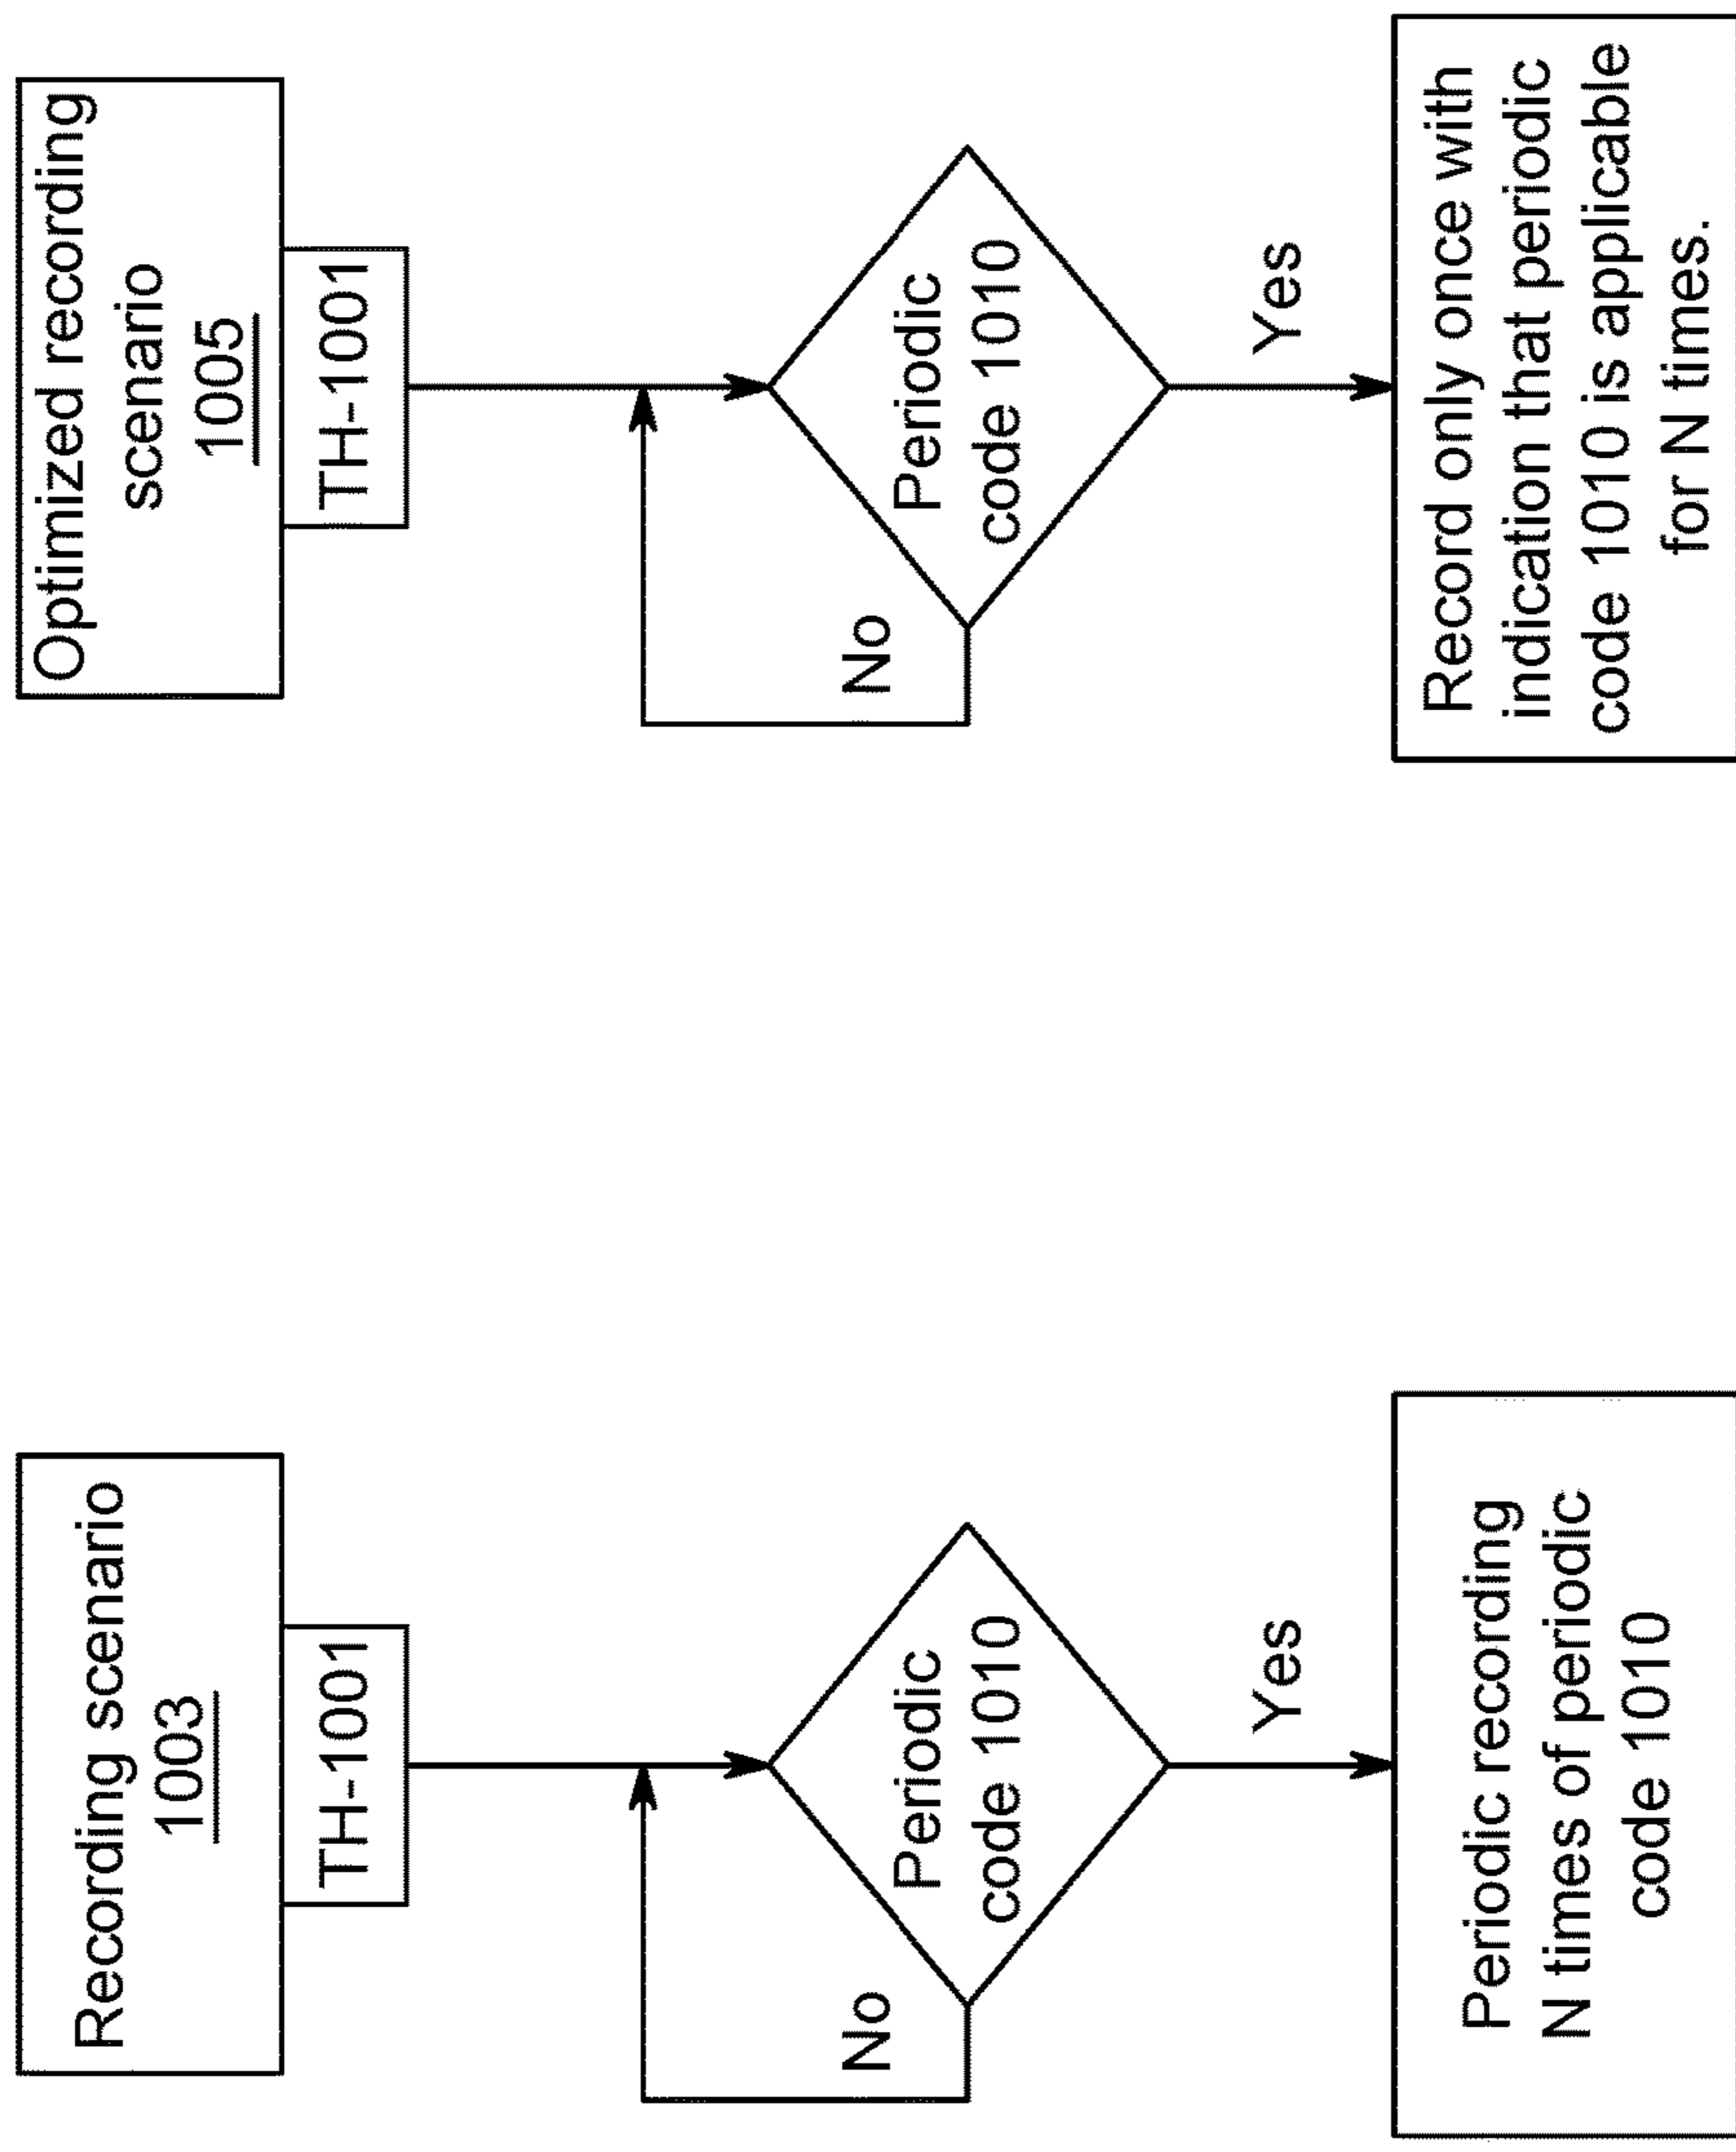 Recording scenario
1003
TH-1001
Periodic
code 1010
No
Yes
Periodic recording
N times of periodic
code 1010
Optimized recording
scenario
1005
TH-1001
Periodic
code 1010
No
Yes
Record only once with
indication that periodic
code 1010 is applicable
for N times.